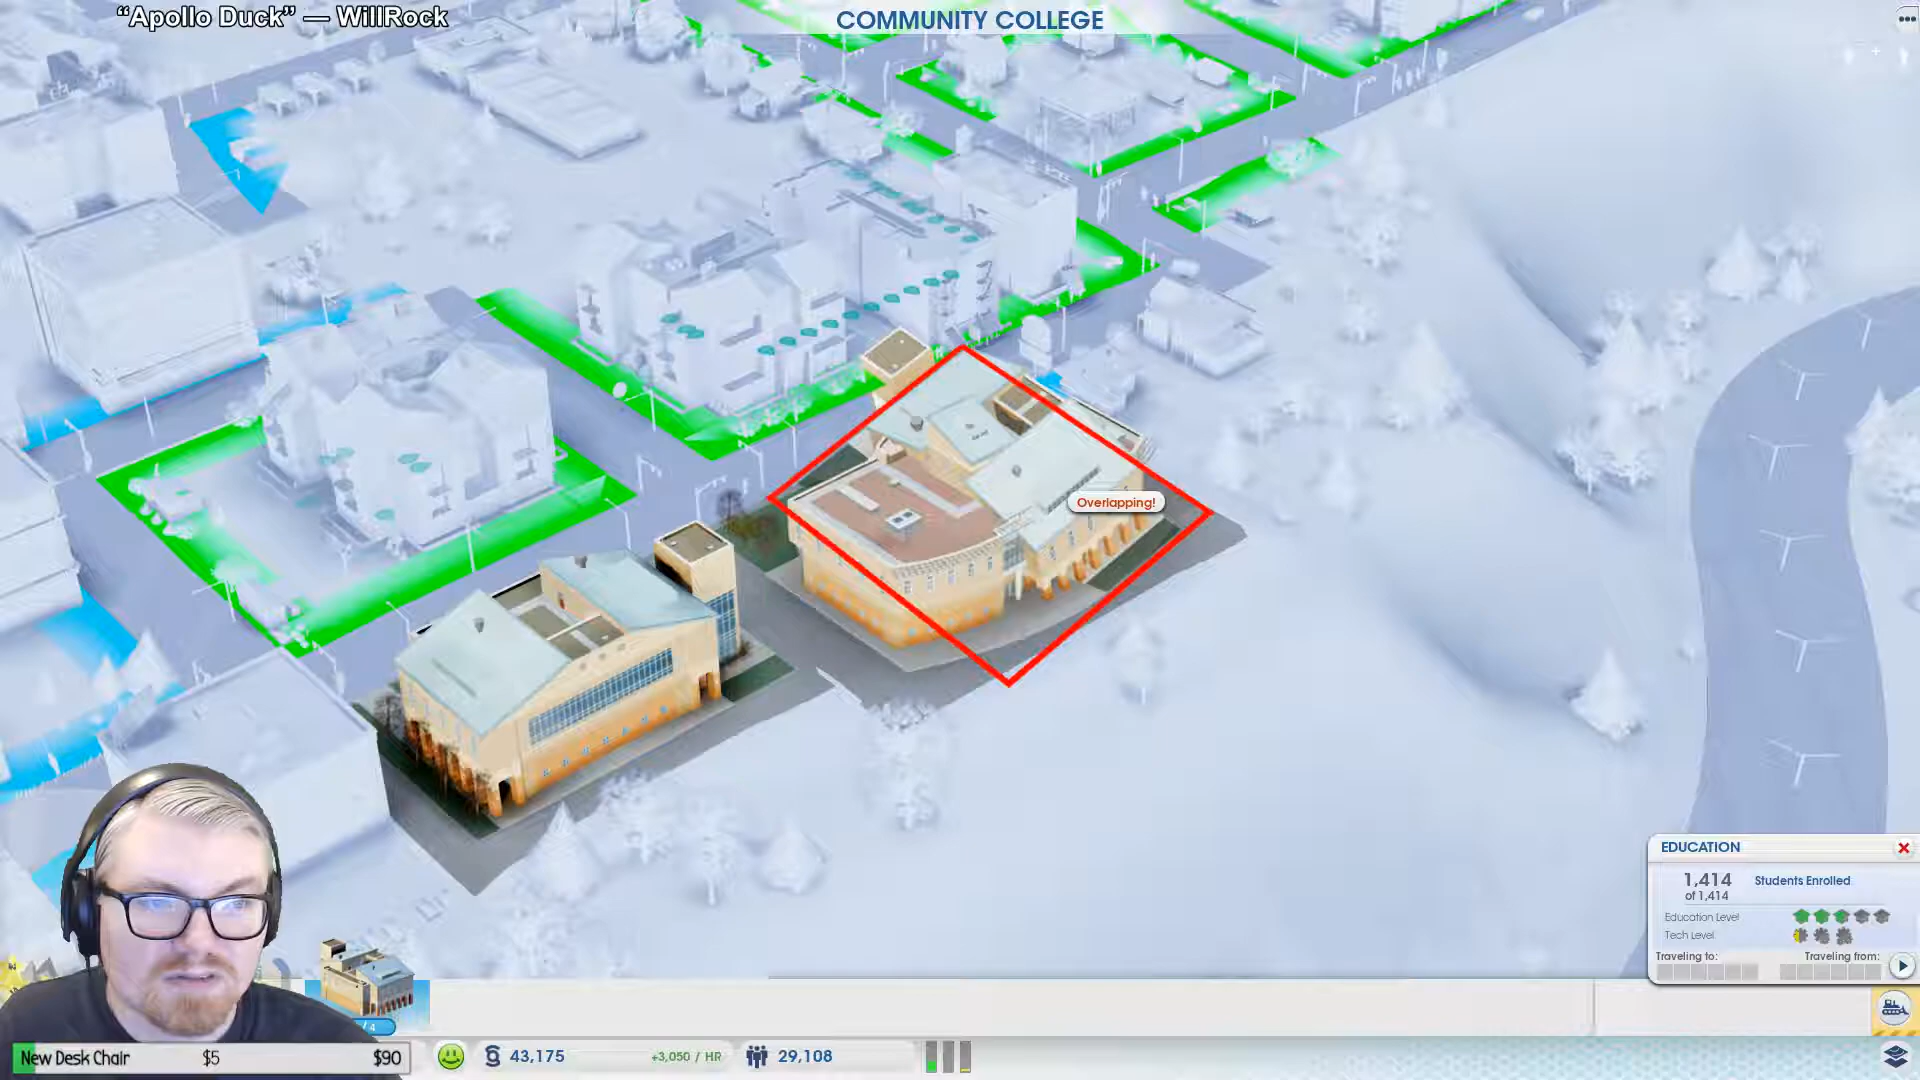 “Apollo Duck” — WillRock
COMMUNITY COLLEGE
Overlapping!
EDUCATION
1,414 Students Enrolled
of 1,414
Education Level
Tech Level
Traveling to: Traveling from:
/ 4
New Desk Chair $5 $90
43,175 +3,050 / HR 29,108